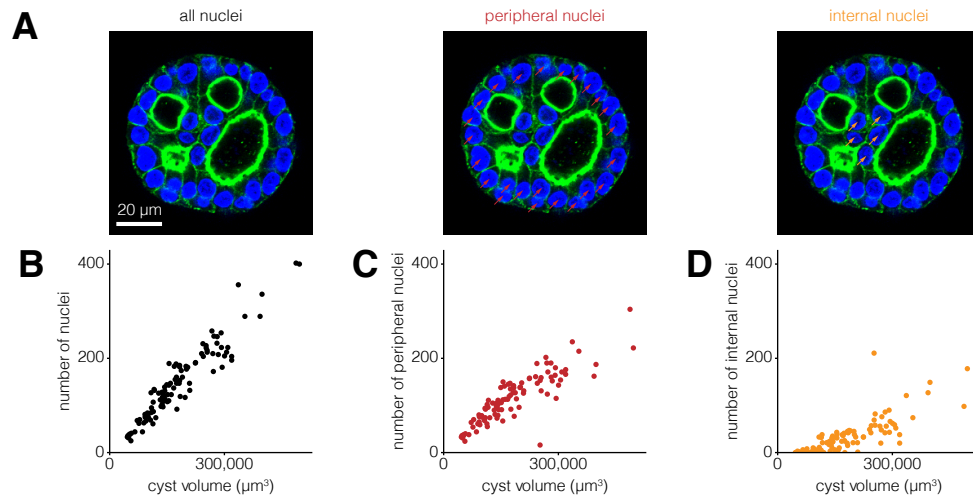 A
all nuclei
peripheral nuclei
internal nuclei
20 µm
B
number of nuclei
400
200
0
0
300,000
cyst volume (µm³)
C
number of peripheral nuclei
400
200
0
0
300,000
cyst volume (µm³)
D
number of internal nuclei
400
200
0
0
300,000
cyst volume (µm³)